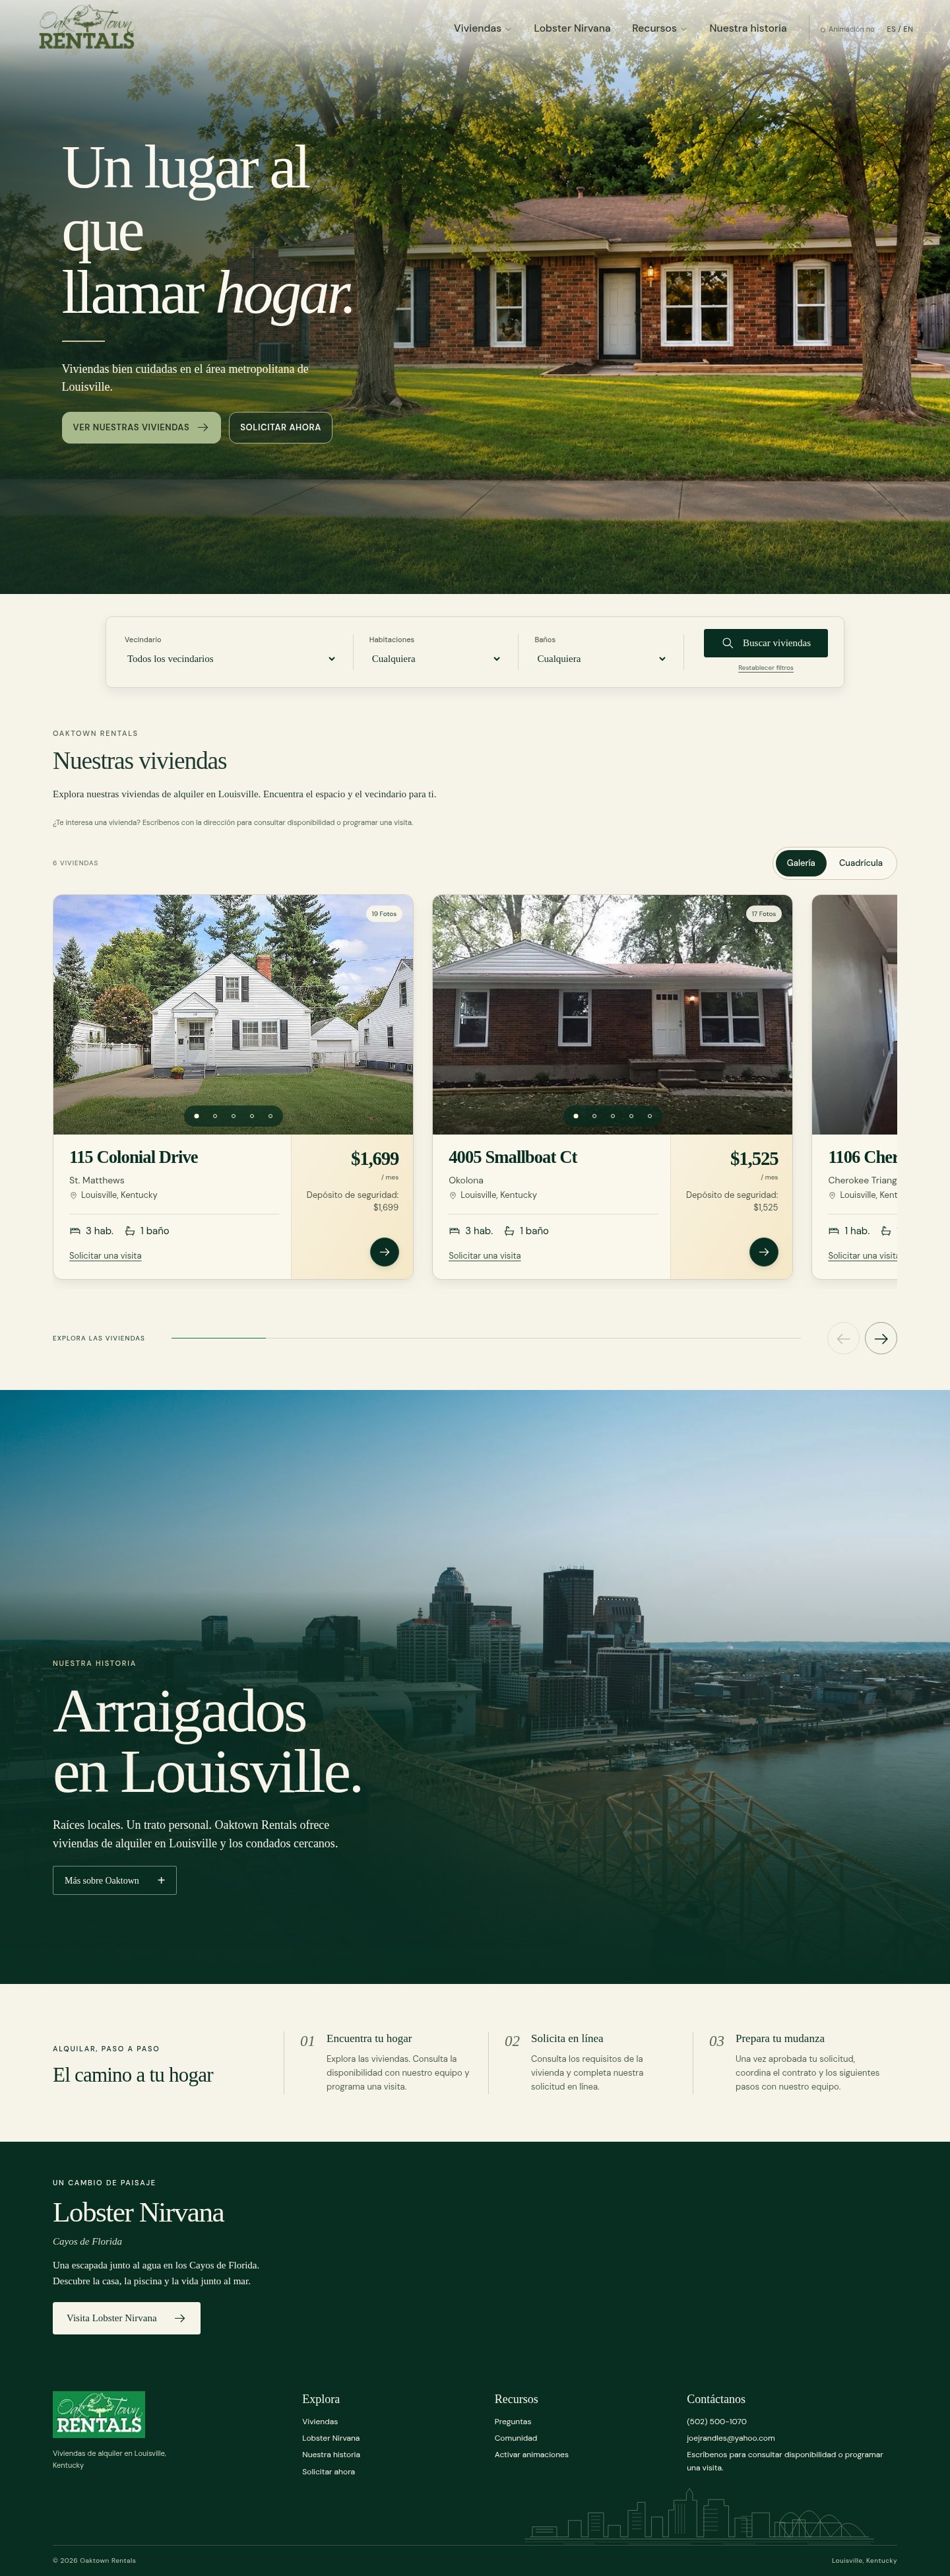 Oak Town
RENTALS
Viviendas
Lobster Nirvana
Recursos
Nuestra historia
Animación no
ES / EN
Un lugar al
que
llamar hogar.
Viviendas bien cuidadas en el área metropolitana de
Louisville.
VER NUESTRAS VIVIENDAS
SOLICITAR AHORA
Vecindario
Todos los vecindarios
Habitaciones
Cualquiera
Baños
Cualquiera
Buscar viviendas
Restablecer filtros
OAKTOWN RENTALS
Nuestras viviendas
Explora nuestras viviendas de alquiler en Louisville. Encuentra el espacio y el vecindario para ti.
¿Te interesa una vivienda? Escríbenos con la dirección para consultar disponibilidad o programar una visita.
6 VIVIENDAS
Galería
Cuadrícula
19 Fotos
115 Colonial Drive
St. Matthews
Louisville, Kentucky
3 hab.
1 baño
Solicitar una visita
$1,699
/ mes
Depósito de seguridad:
$1,699
17 Fotos
4005 Smallboat Ct
Okolona
Louisville, Kentucky
3 hab.
1 baño
Solicitar una visita
$1,525
/ mes
Depósito de seguridad:
$1,525
1106 Cher
Cherokee Triang
Louisville, Kent
1 hab.
Solicitar una visita
EXPLORA LAS VIVIENDAS
NUESTRA HISTORIA
Arraigados
en Louisville.
Raíces locales. Un trato personal. Oaktown Rentals ofrece
viviendas de alquiler en Louisville y los condados cercanos.
Más sobre Oaktown +
ALQUILAR, PASO A PASO
El camino a tu hogar
01
Encuentra tu hogar
Explora las viviendas. Consulta la
disponibilidad con nuestro equipo y
programa una visita.
02
Solicita en línea
Consulta los requisitos de la
vivienda y completa nuestra
solicitud en línea.
03
Prepara tu mudanza
Una vez aprobada tu solicitud,
coordina el contrato y los siguientes
pasos con nuestro equipo.
UN CAMBIO DE PAISAJE
Lobster Nirvana
Cayos de Florida
Una escapada junto al agua en los Cayos de Florida.
Descubre la casa, la piscina y la vida junto al mar.
Visita Lobster Nirvana
Oak Town
RENTALS
Viviendas de alquiler en Louisville,
Kentucky
Explora
Viviendas
Lobster Nirvana
Nuestra historia
Solicitar ahora
Recursos
Preguntas
Comunidad
Activar animaciones
Contáctanos
(502) 500-1070
joejrandles@yahoo.com
Escríbenos para consultar disponibilidad o programar
una visita.
© 2026 Oaktown Rentals
Louisville, Kentucky